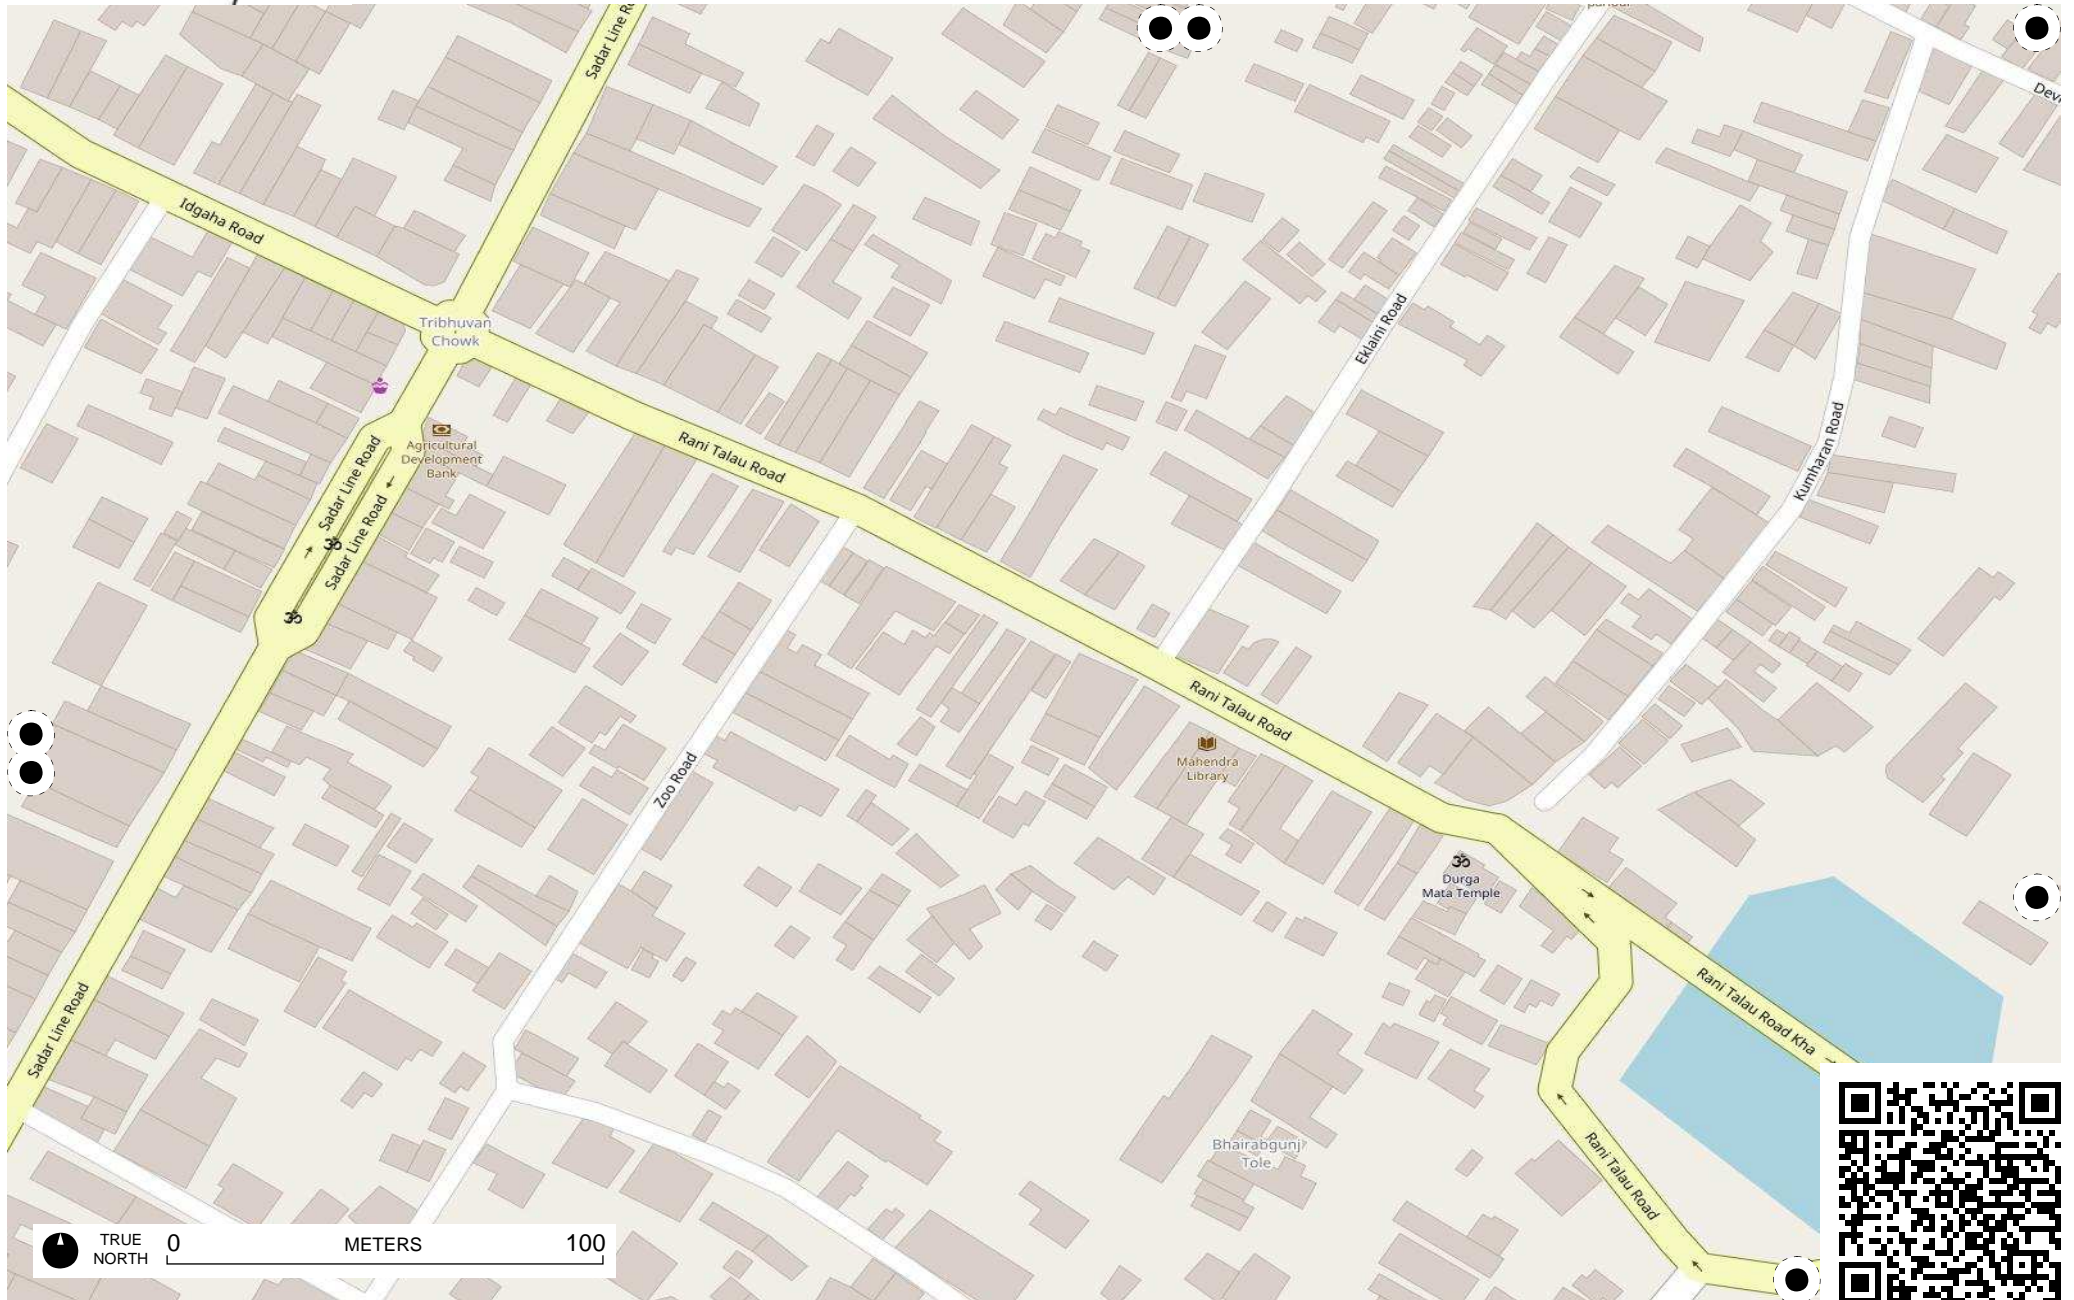 Sadar Line Ro
Devi
Idgaha Road
Tribhuvan
Chowk
Eklaini Road
Agricultural
Development
Bank
Sadar Line Road
Sadar Line Road
Rani Talau Road
Kumharan Road
Rani Talau Road
Mahendra
Library
Zoo Road
Durga
Mata Temple
Sadar Line Road
Rani Talau Road Kha
Bhairabgunj
Tole
Rani Talau Road
TRUE
NORTH
0 METERS 100